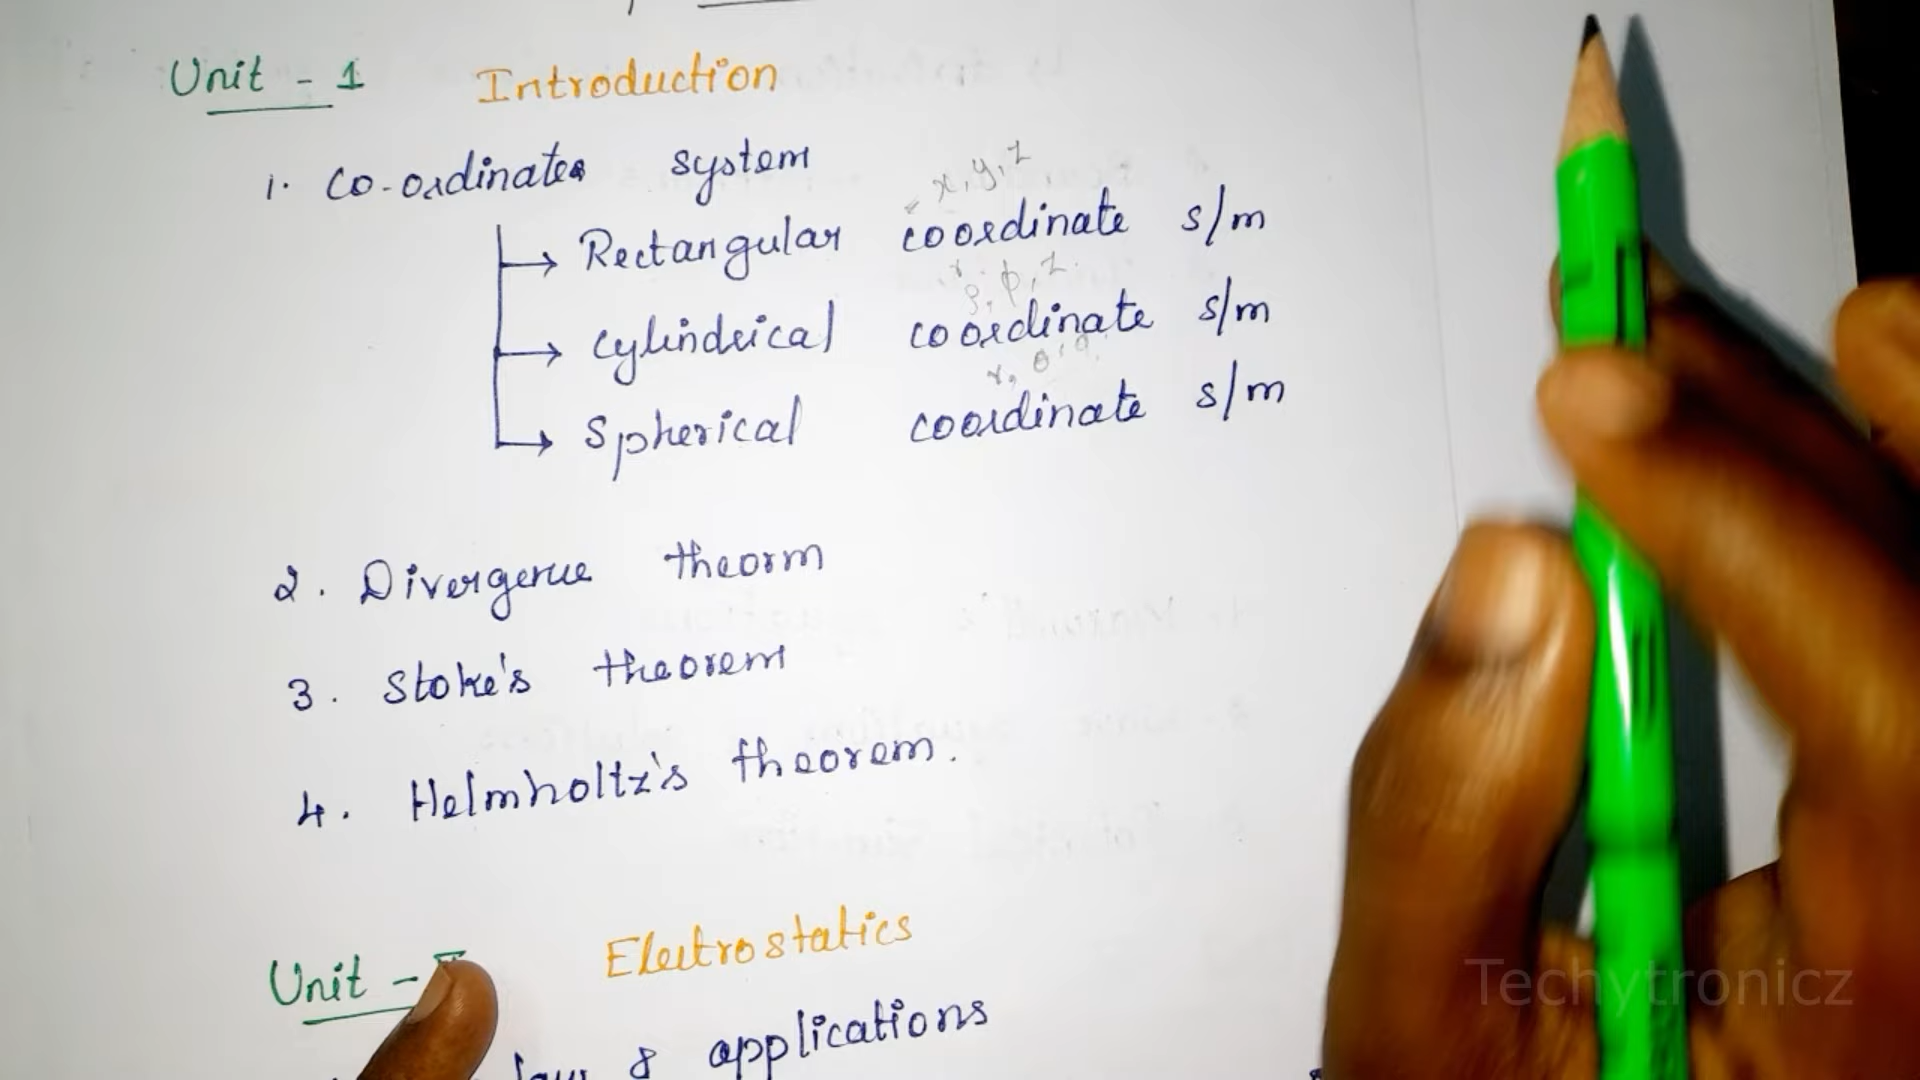 Unit - 1 Introduction
1. Co-ordinates system
x, y, z
→ Rectangular coordinate s/m
r
ρ, φ, z.
→ Cylindrical coordinate s/m
r, θ,
→ Spherical coordinate s/m
2. Divergence theorm
3. Stoke's theorem
4. Helmholtz's theorem.
Unit - Electrostatics
law & applications
Techytronicz